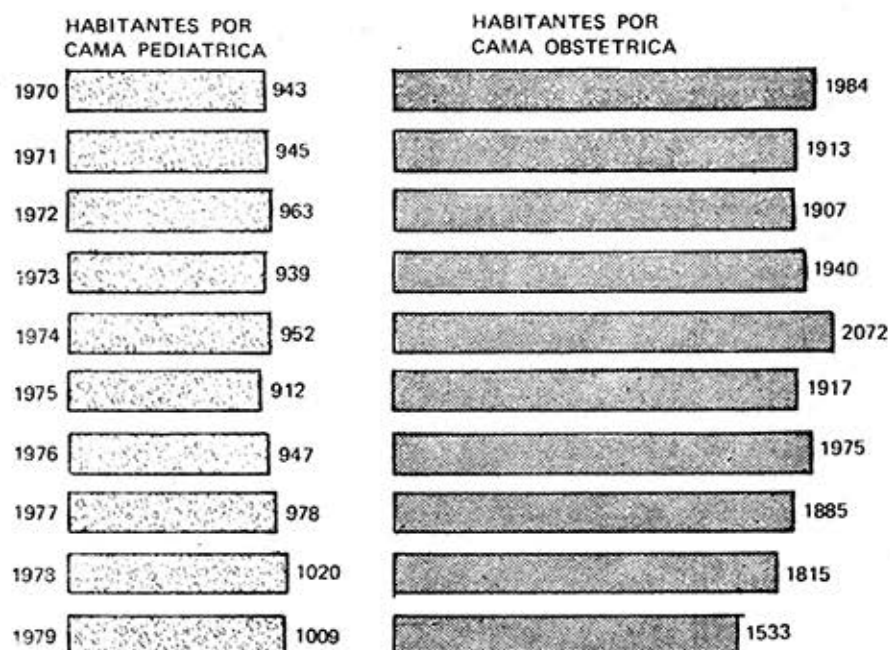 HABITANTES POR
CAMA PEDIATRICA
HABITANTES POR
CAMA OBSTETRICA
1970 943 1984
1971 945 1913
1972 963 1907
1973 939 1940
1974 952 2072
1975 912 1917
1976 947 1975
1977 978 1885
1973 1020 1815
1979 1009 1533